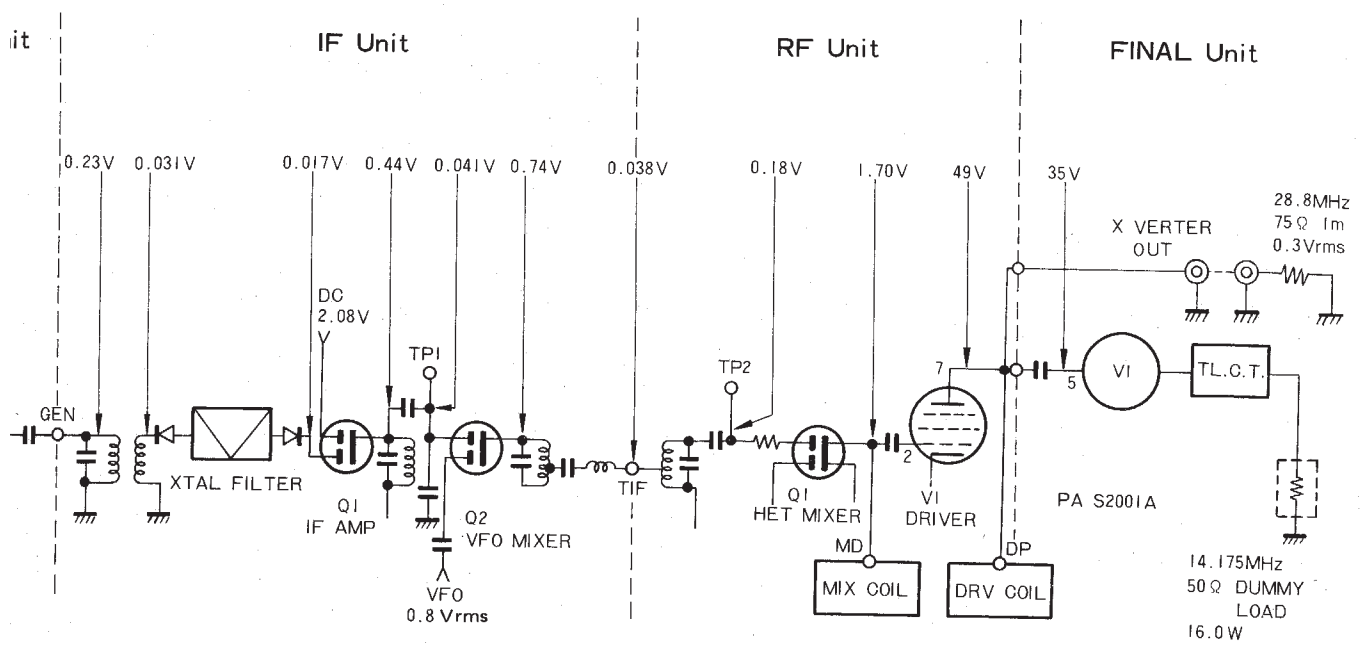 it
IF Unit
RF Unit
FINAL Unit
0.23V
0.031V
0.017V
0.44V
0.041V
0.74V
0.038V
0.18V
1.70V
49V
35V
28.8MHz
75Ω 1m
0.3Vrms
X VERTER
OUT
DC
2.08V
TP1
TP2
7
5
V1
TL.C.T.
GEN
XTAL FILTER
Q1
IF AMP
Q2
VFO MIXER
VFO
0.8Vrms
TIF
Q1
HET MIXER
2
V1
DRIVER
PA S2001A
MD
MIX COIL
DP
DRV COIL
14.175MHz
50Ω DUMMY
LOAD
16.0W